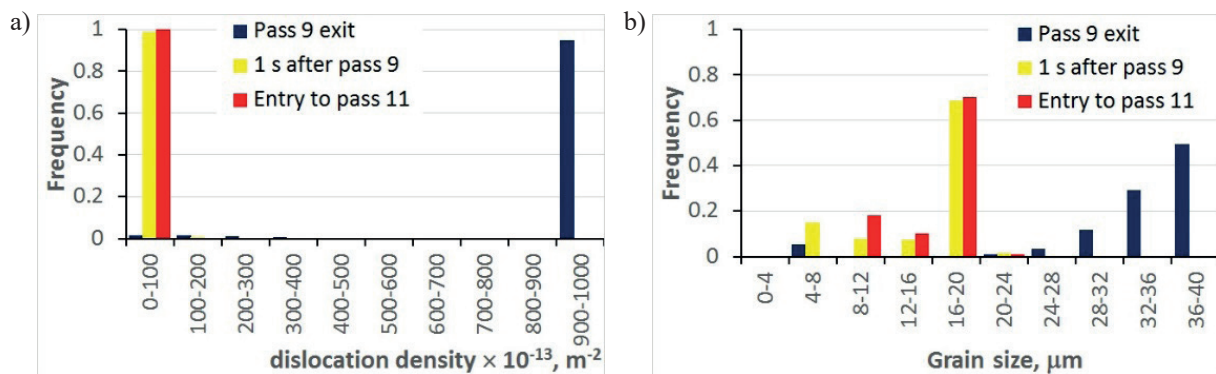 a)
Frequency
1
0.8
0.6
0.4
0.2
0
Pass 9 exit
1 s after pass 9
Entry to pass 11
0-100
100-200
200-300
300-400
400-500
500-600
600-700
700-800
800-900
900-1000
dislocation density × 10⁻¹³, m⁻²
b)
Frequency
1
0.8
0.6
0.4
0.2
0
Pass 9 exit
1 s after pass 9
Entry to pass 11
0-4
4-8
8-12
12-16
16-20
20-24
24-28
28-32
32-36
36-40
Grain size, μm